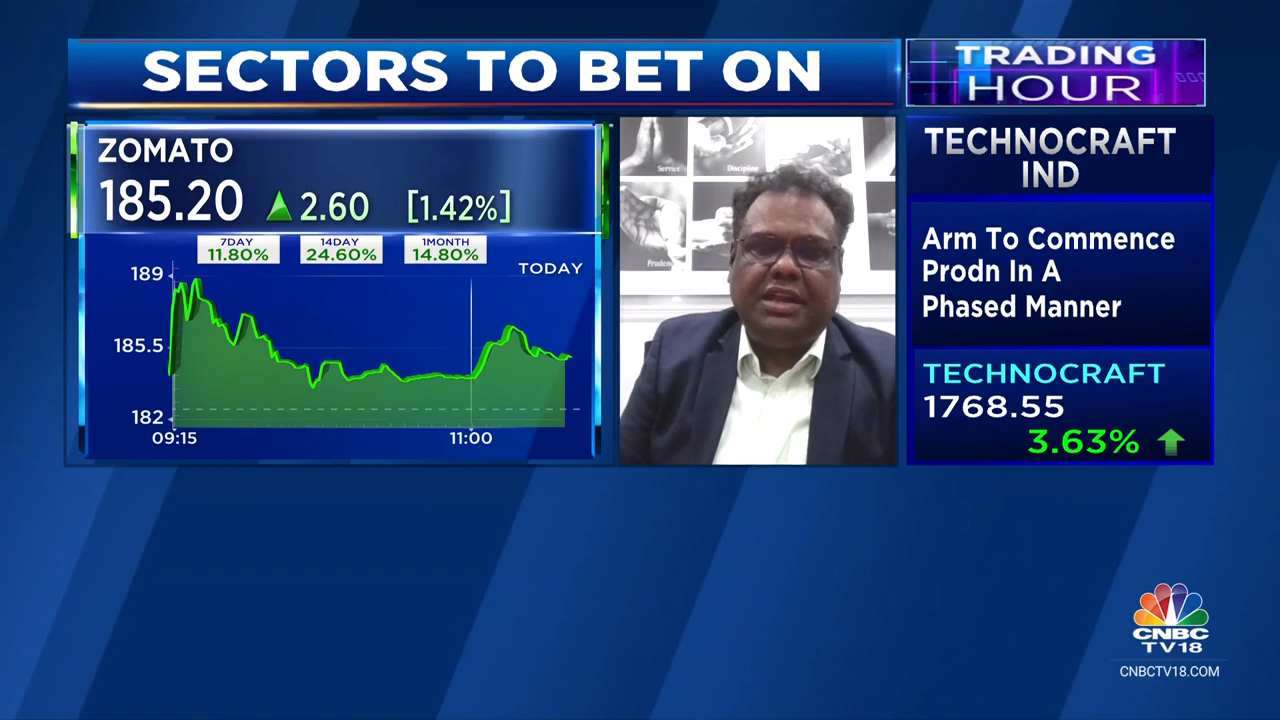 SECTORS TO BET ON
TRADING
HOUR
ZOMATO
185.20 ▲ 2.60 [1.42%]
7DAY
11.80%
14DAY
24.60%
1MONTH
14.80%
TODAY
189
185.5
182
09:15
11:00
Service
Discipline
TECHNOCRAFT
IND
Arm To Commence
Prodn In A
Phased Manner
TECHNOCRAFT
1768.55
3.63%
CNBC
TV18
CNBCTV18.COM